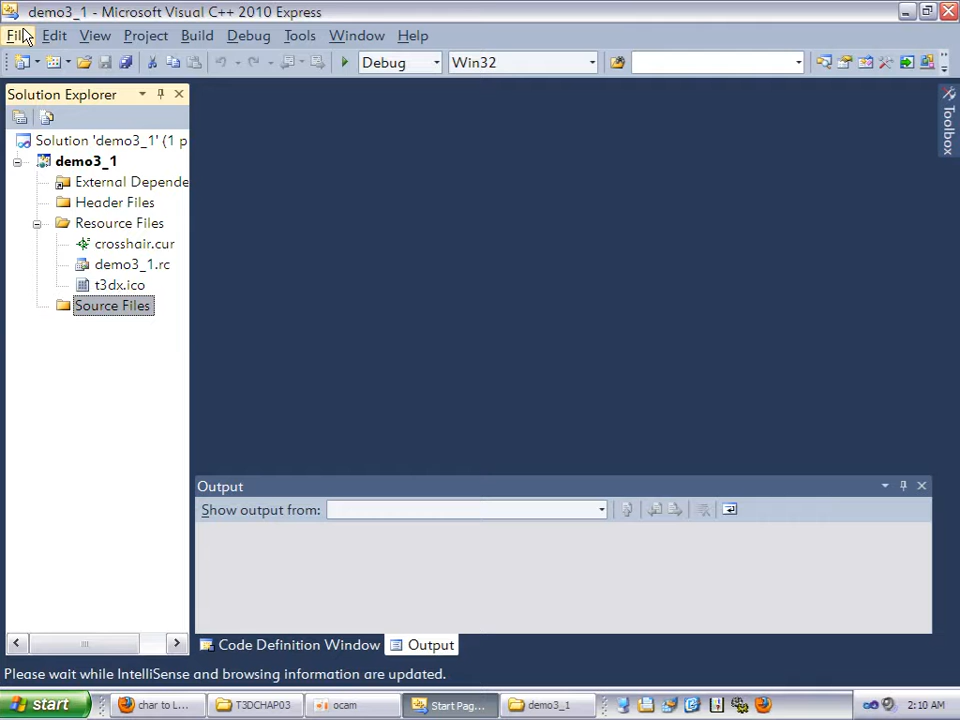 demo3_1 - Microsoft Visual C++ 2010 Express
File Edit View Project Build Debug Tools Window Help
Debug Win32
Solution Explorer
Toolbox
Solution 'demo3_1' (1 p
demo3_1
External Depende
Header Files
Resource Files
crosshair.cur
demo3_1.rc
t3dx.ico
Source Files
Output
Show output from:
Code Definition Window Output
Please wait while IntelliSense and browsing information are updated.
start char to L... T3DCHAP03 ocam Start Pag... demo3_1 2:10 AM